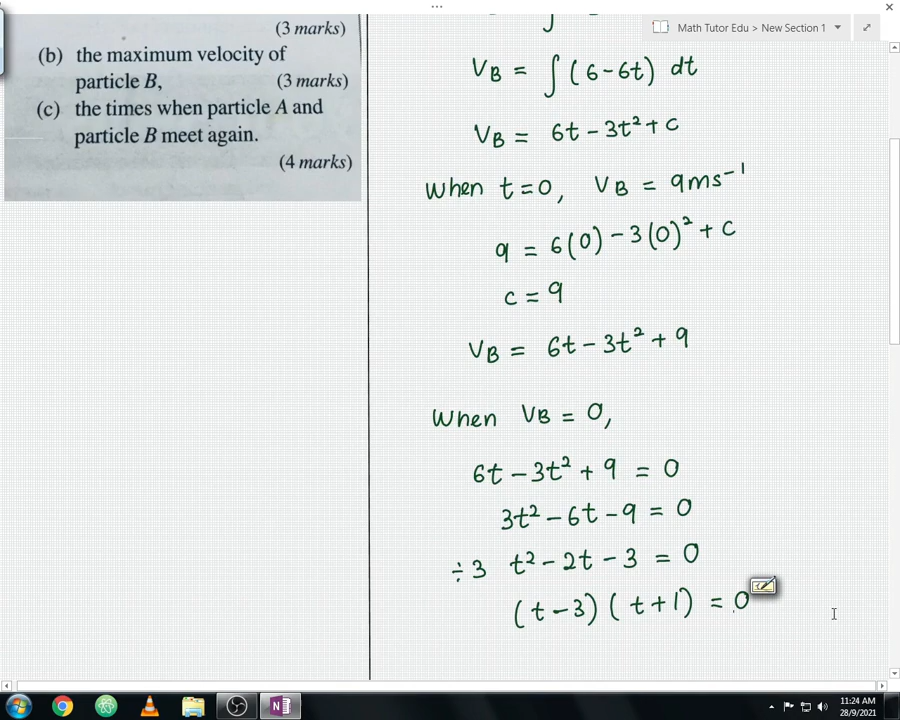 Math Tutor Edu > New Section 1
(3 marks)
(b) the maximum velocity of
particle B, (3 marks)
(c) the times when particle A and
particle B meet again.
(4 marks)
V_B = ∫ (6-6t) dt
V_B = 6t - 3t² + c
When t=0, V_B = 9ms⁻¹
9 = 6(0) - 3(0)² + c
c = 9
V_B = 6t - 3t² + 9
When V_B = 0,
6t - 3t² + 9 = 0
3t² - 6t - 9 = 0
÷3 t² - 2t - 3 = 0
(t-3)(t+1) = 0
11:24 AM
28/9/2021